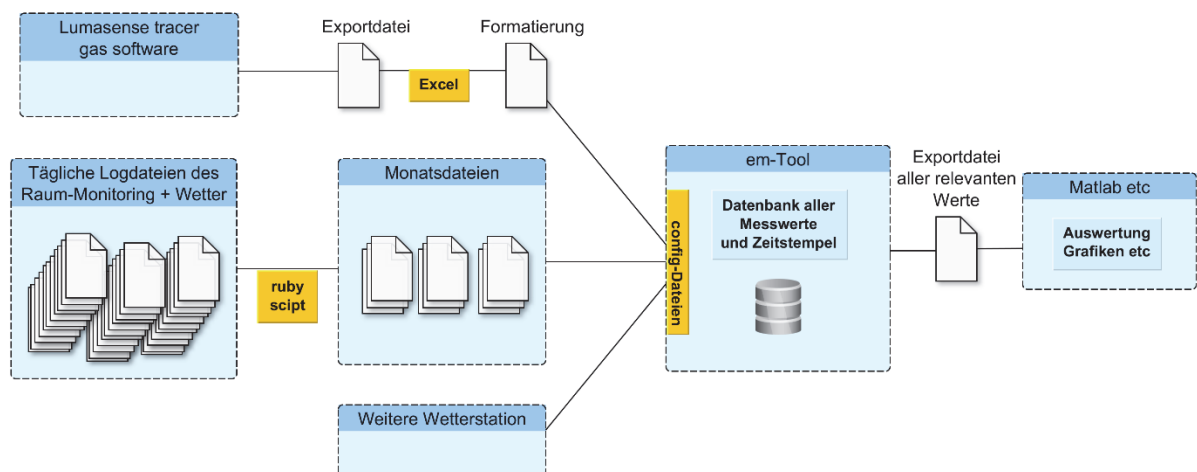 Lumasense tracer
gas software
Exportdatei
Formatierung
Excel
Tägliche Logdateien des
Raum-Monitoring + Wetter
ruby
scipt
Monatsdateien
Weitere Wetterstation
config-Dateien
em-Tool
Datenbank aller
Messwerte
und Zeitstempel
Exportdatei
aller relevanten
Werte
Matlab etc
Auswertung
Grafiken etc